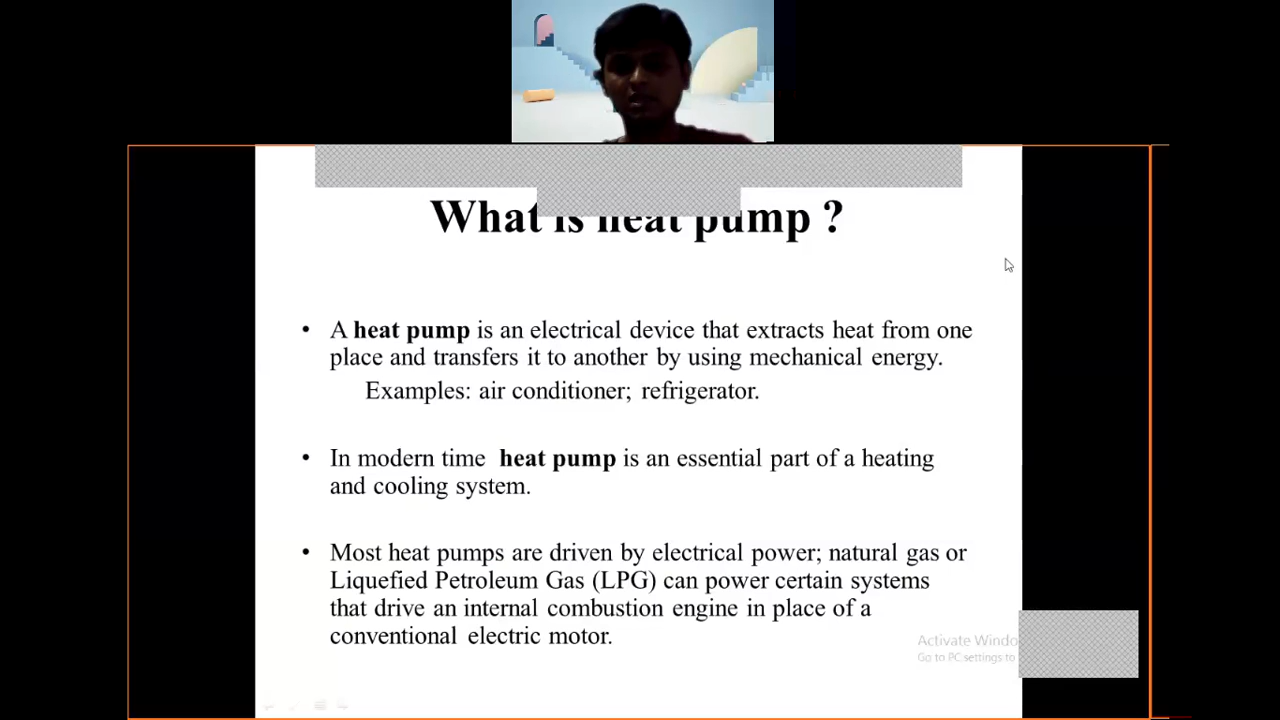 What is heat pump ?
• A heat pump is an electrical device that extracts heat from one
place and transfers it to another by using mechanical energy.
Examples: air conditioner; refrigerator.
• In modern time heat pump is an essential part of a heating
and cooling system.
• Most heat pumps are driven by electrical power; natural gas or
Liquefied Petroleum Gas (LPG) can power certain systems
that drive an internal combustion engine in place of a
conventional electric motor.
Activate
Go to PC settings to